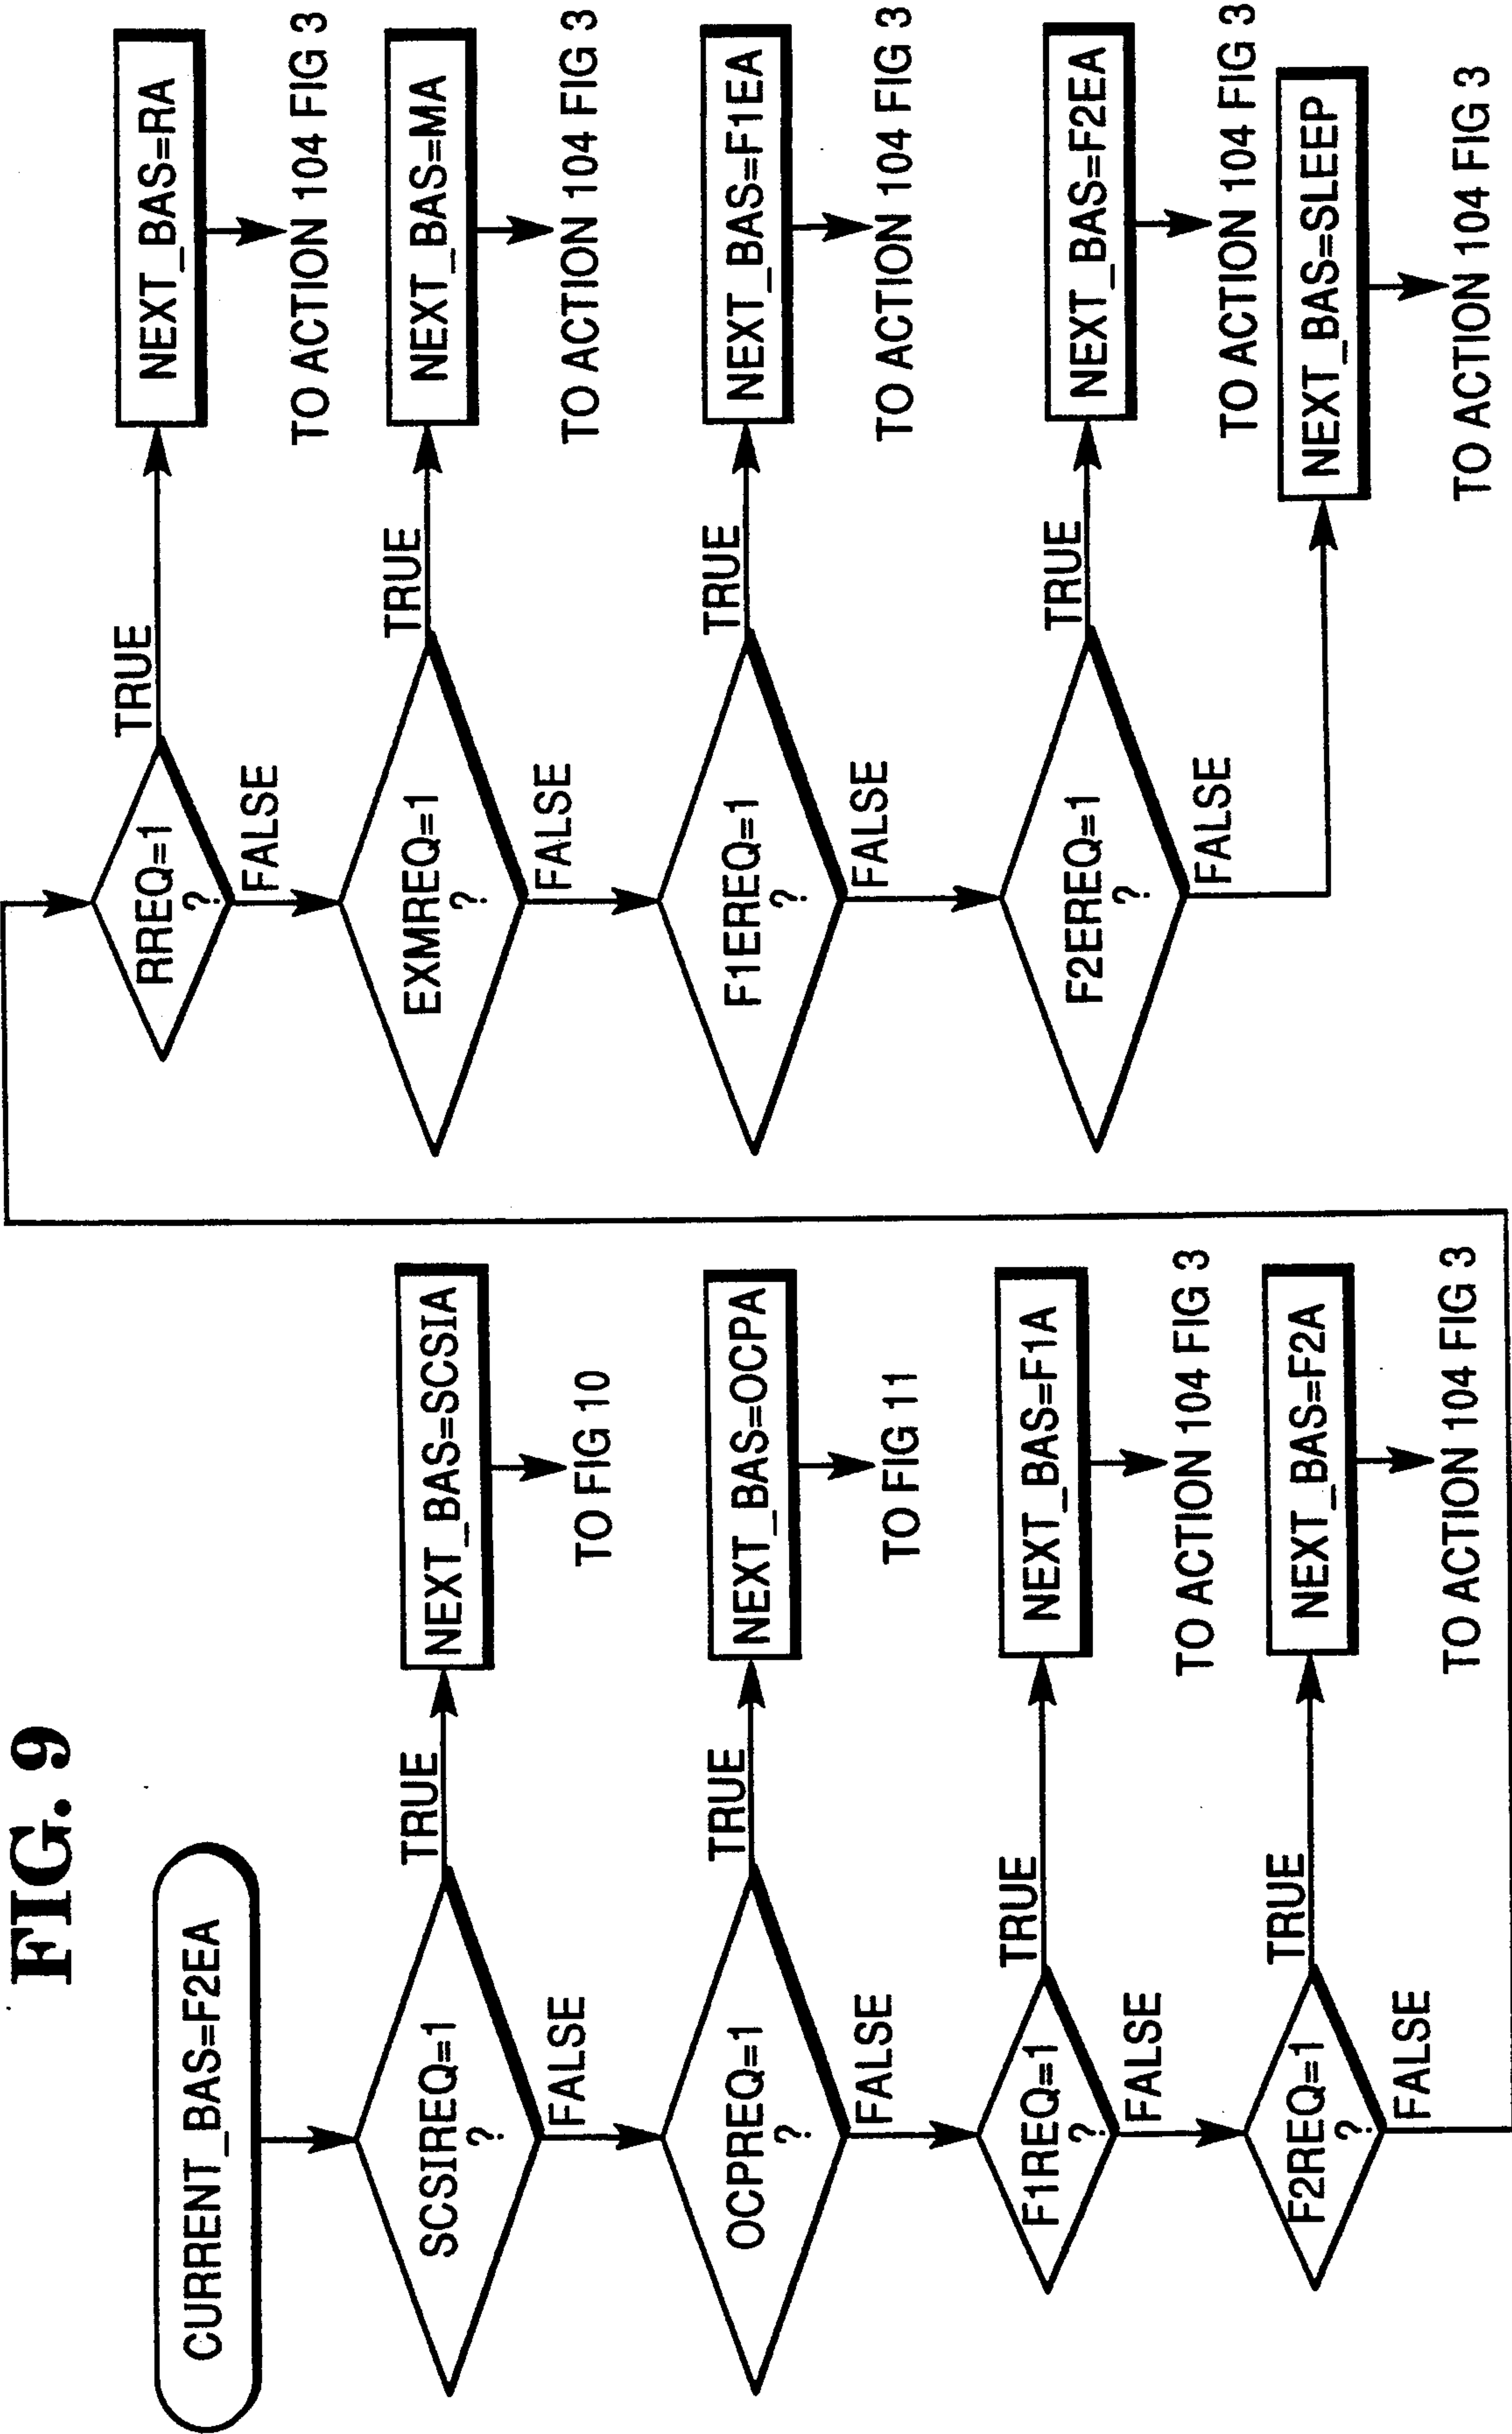 FIG. 9
CURRENT_BAS=F2EA
SCSIREQ=1
?
TRUE
NEXT_BAS=SCSIA
TO FIG 10
FALSE
OCPREQ=1
?
TRUE
NEXT_BAS=OCPA
TO FIG 11
FALSE
F1REQ=1
?
TRUE
NEXT_BAS=F1A
TO ACTION 104 FIG 3
FALSE
F2REQ=1
?
TRUE
NEXT_BAS=F2A
TO ACTION 104 FIG 3
FALSE
RREQ=1
?
TRUE
NEXT_BAS=RA
TO ACTION 104 FIG 3
FALSE
EXMREQ=1
?
TRUE
NEXT_BAS=MA
TO ACTION 104 FIG 3
FALSE
F1EREQ=1
?
TRUE
NEXT_BAS=F1EA
TO ACTION 104 FIG 3
FALSE
F2EREQ=1
?
TRUE
NEXT_BAS=F2EA
TO ACTION 104 FIG 3
FALSE
NEXT_BAS=SLEEP
TO ACTION 104 FIG 3